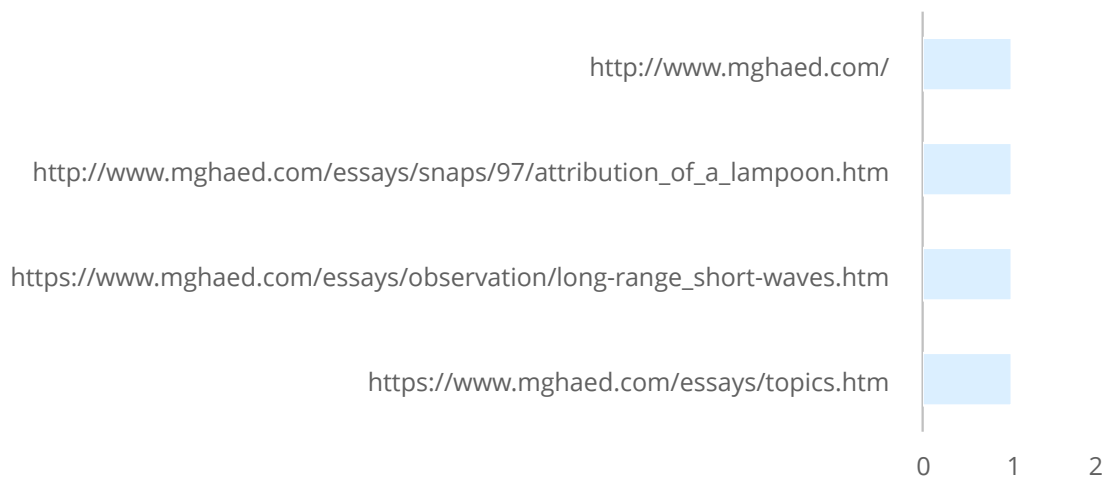 http://www.mghaed.com/
http://www.mghaed.com/essays/snaps/97/attribution_of_a_lampoon.htm
https://www.mghaed.com/essays/observation/long-range_short-waves.htm
https://www.mghaed.com/essays/topics.htm
0 1 2